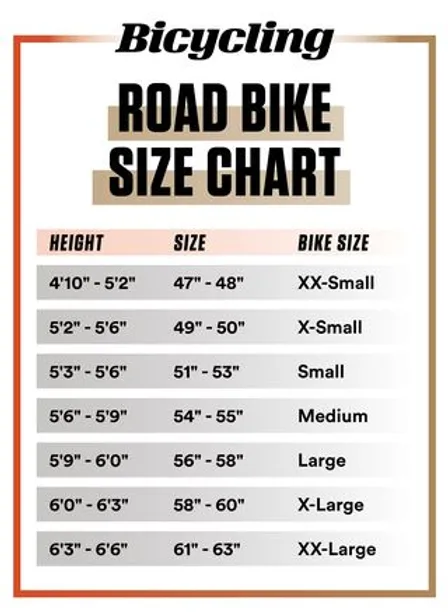 Bicycling
ROAD BIKE
SIZE CHART
HEIGHT SIZE BIKE SIZE
4'10" - 5'2" 47" - 48" XX-Small
5'2" - 5'6" 49" - 50" X-Small
5'3" - 5'6" 51" - 53" Small
5'6" - 5'9" 54" - 55" Medium
5'9" - 6'0" 56" - 58" Large
6'0" - 6'3" 58" - 60" X-Large
6'3" - 6'6" 61" - 63" XX-Large